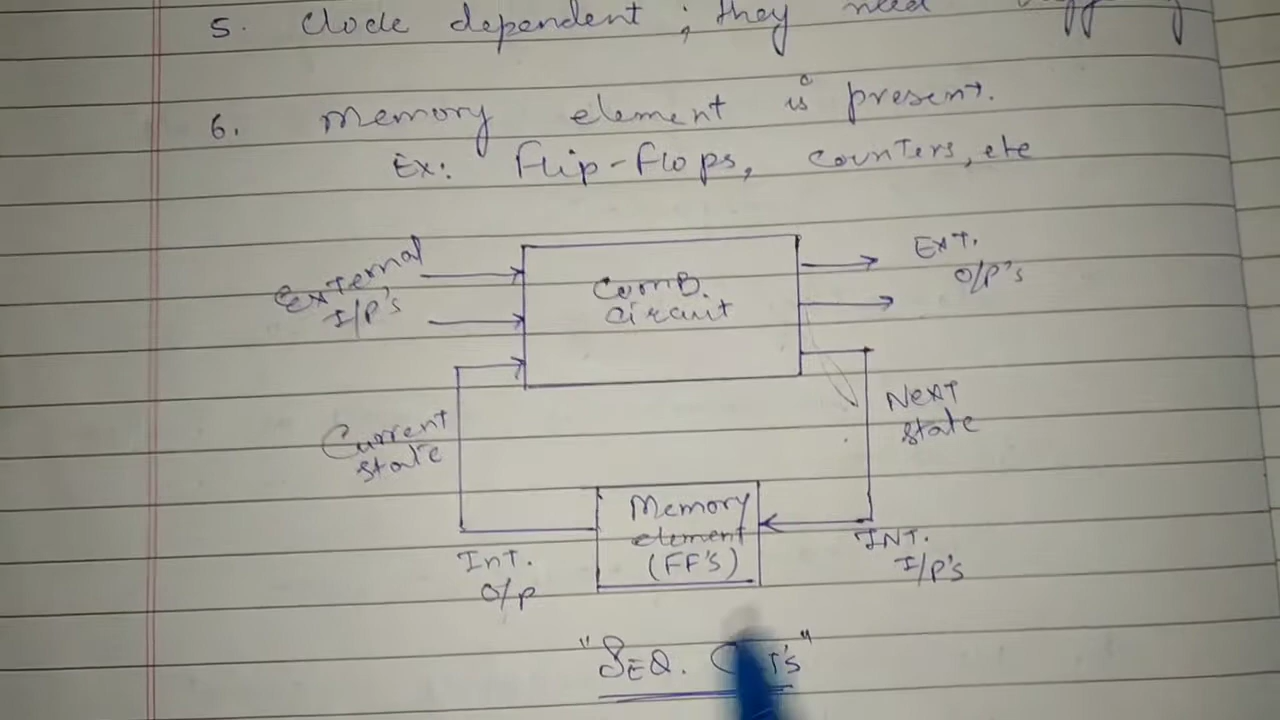 5. Clock dependent; they need
6. Memory element is present.
Ex: Flip-Flops, counters, etc
External I/P's
Comb. Circuit
Ext. O/P's
Current state
Next state
Memory element (FF's)
Int. O/p
INT. I/P's
"SEQ.